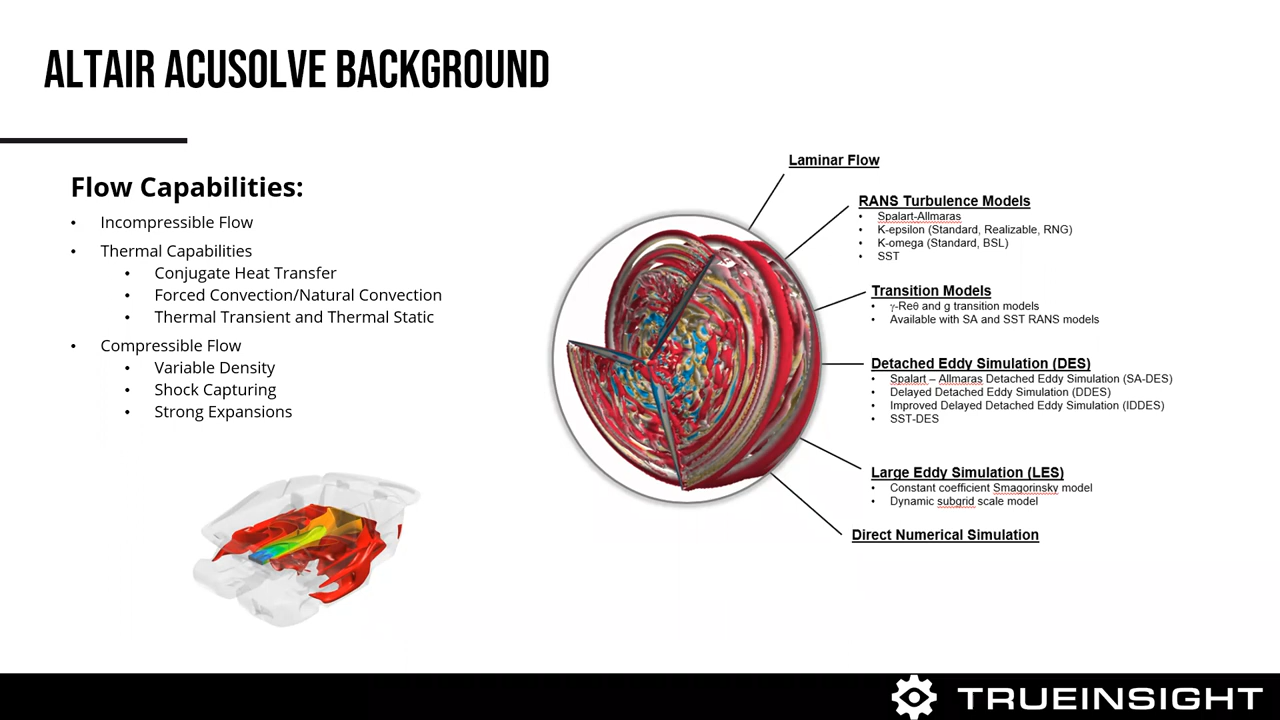 ALTAIR ACUSOLVE BACKGROUND
Flow Capabilities:
• Incompressible Flow
• Thermal Capabilities
• Conjugate Heat Transfer
• Forced Convection/Natural Convection
• Thermal Transient and Thermal Static
• Compressible Flow
• Variable Density
• Shock Capturing
• Strong Expansions
Laminar Flow
RANS Turbulence Models
• Spalart-Allmaras
• K-epsilon (Standard, Realizable, RNG)
• K-omega (Standard, BSL)
• SST
Transition Models
• γ-Reθ and g transition models
• Available with SA and SST RANS models
Detached Eddy Simulation (DES)
• Spalart – Allmaras Detached Eddy Simulation (SA-DES)
• Delayed Detached Eddy Simulation (DDES)
• Improved Delayed Detached Eddy Simulation (IDDES)
• SST-DES
Large Eddy Simulation (LES)
• Constant coefficient Smagorinsky model
• Dynamic subgrid scale model
Direct Numerical Simulation
TRUEINSIGHT